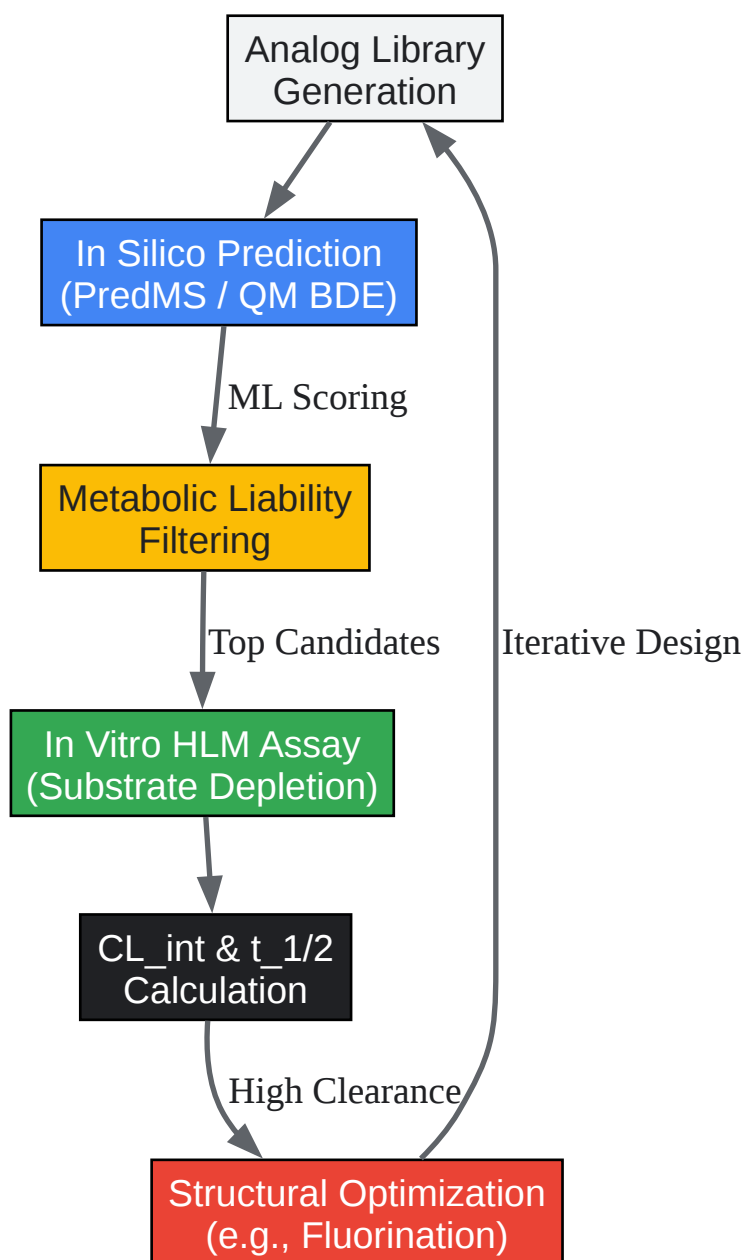 Analog Library
Generation
In Silico Prediction
(PredMS / QM BDE)
ML Scoring
Metabolic Liability
Filtering
Top Candidates
Iterative Design
In Vitro HLM Assay
(Substrate Depletion)
CL_int & t_1/2
Calculation
High Clearance
Structural Optimization
(e.g., Fluorination)